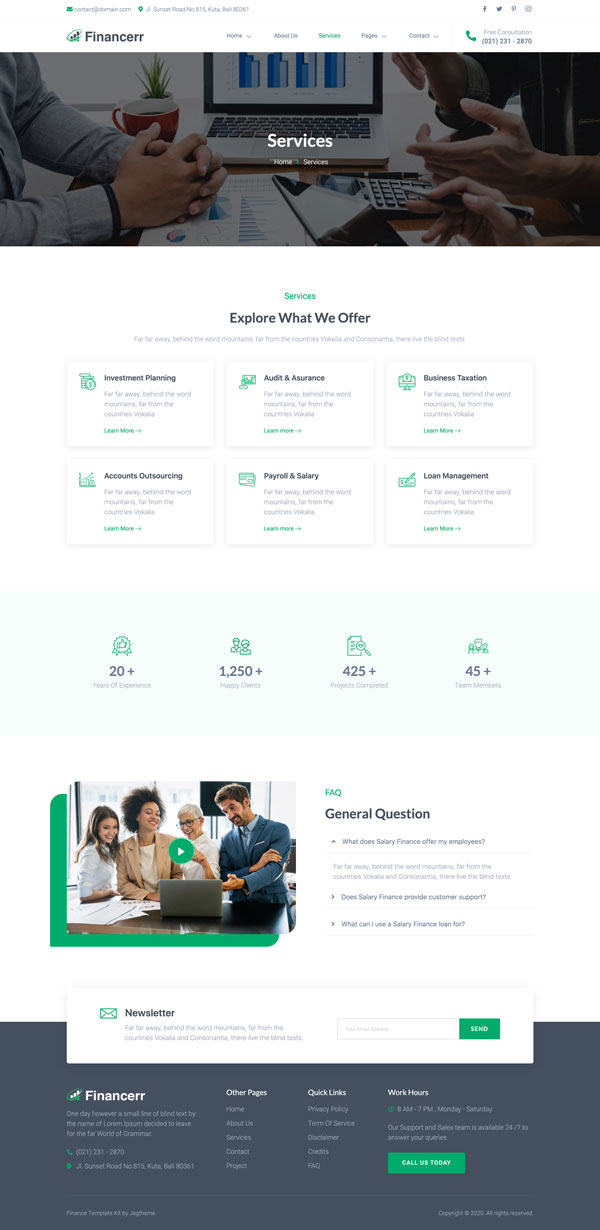 contact@domain.com Jl. Sunset Road No.815, Kuta, Bali 80361
Financerr
Home About Us Services Pages Contact
Free Consultation
(021) 231 - 2870
Services
Home Services
Services
Explore What We Offer
Far far away, behind the word mountains, far from the countries Vokalia and Consonantia, there live the blind texts.
Investment Planning
Far far away, behind the word
mountains, far from the
countries Vokalia
Learn More
Audit & Asurance
Far far away, behind the word
mountains, far from the
countries Vokalia
Learn more
Business Taxation
Far far away, behind the word
mountains, far from the
countries Vokalia
Learn More
Accounts Outsourcing
Far far away, behind the word
mountains, far from the
countries Vokalia
Learn More
Payroll & Salary
Far far away, behind the word
mountains, far from the
countries Vokalia
Learn more
Loan Management
Far far away, behind the word
mountains, far from the
countries Vokalia
Learn More
20 +
Years Of Experience
1,250 +
Happy Clients
425 +
Projects Completed
45 +
Team Members
FAQ
General Question
What does Salary Finance offer my employees?
Far far away, behind the word mountains, far from the
countries Vokalia and Consonantia, there live the blind texts.
Does Salary Finance provide customer support?
What can I use a Salary Finance loan for?
Newsletter
Far far away, behind the word mountains, far from the
countries Vokalia and Consonantia, there live the blind texts.
Your Email Address
SEND
Financerr
One day however a small line of blind text by
the name of Lorem Ipsum decided to leave
for the far World of Grammar.
(021) 231 - 2870
Jl. Sunset Road No.815, Kuta, Bali 80361
Other Pages
Home
About Us
Services
Contact
Project
Quick Links
Privacy Policy
Term Of Service
Disclaimer
Credits
FAQ
Work Hours
8 AM - 7 PM , Monday - Saturday
Our Support and Sales team is available 24 /7 to
answer your queries
CALL US TODAY
Finance Template Kit by Jegtheme
Copyright © 2020. All rights reserved.